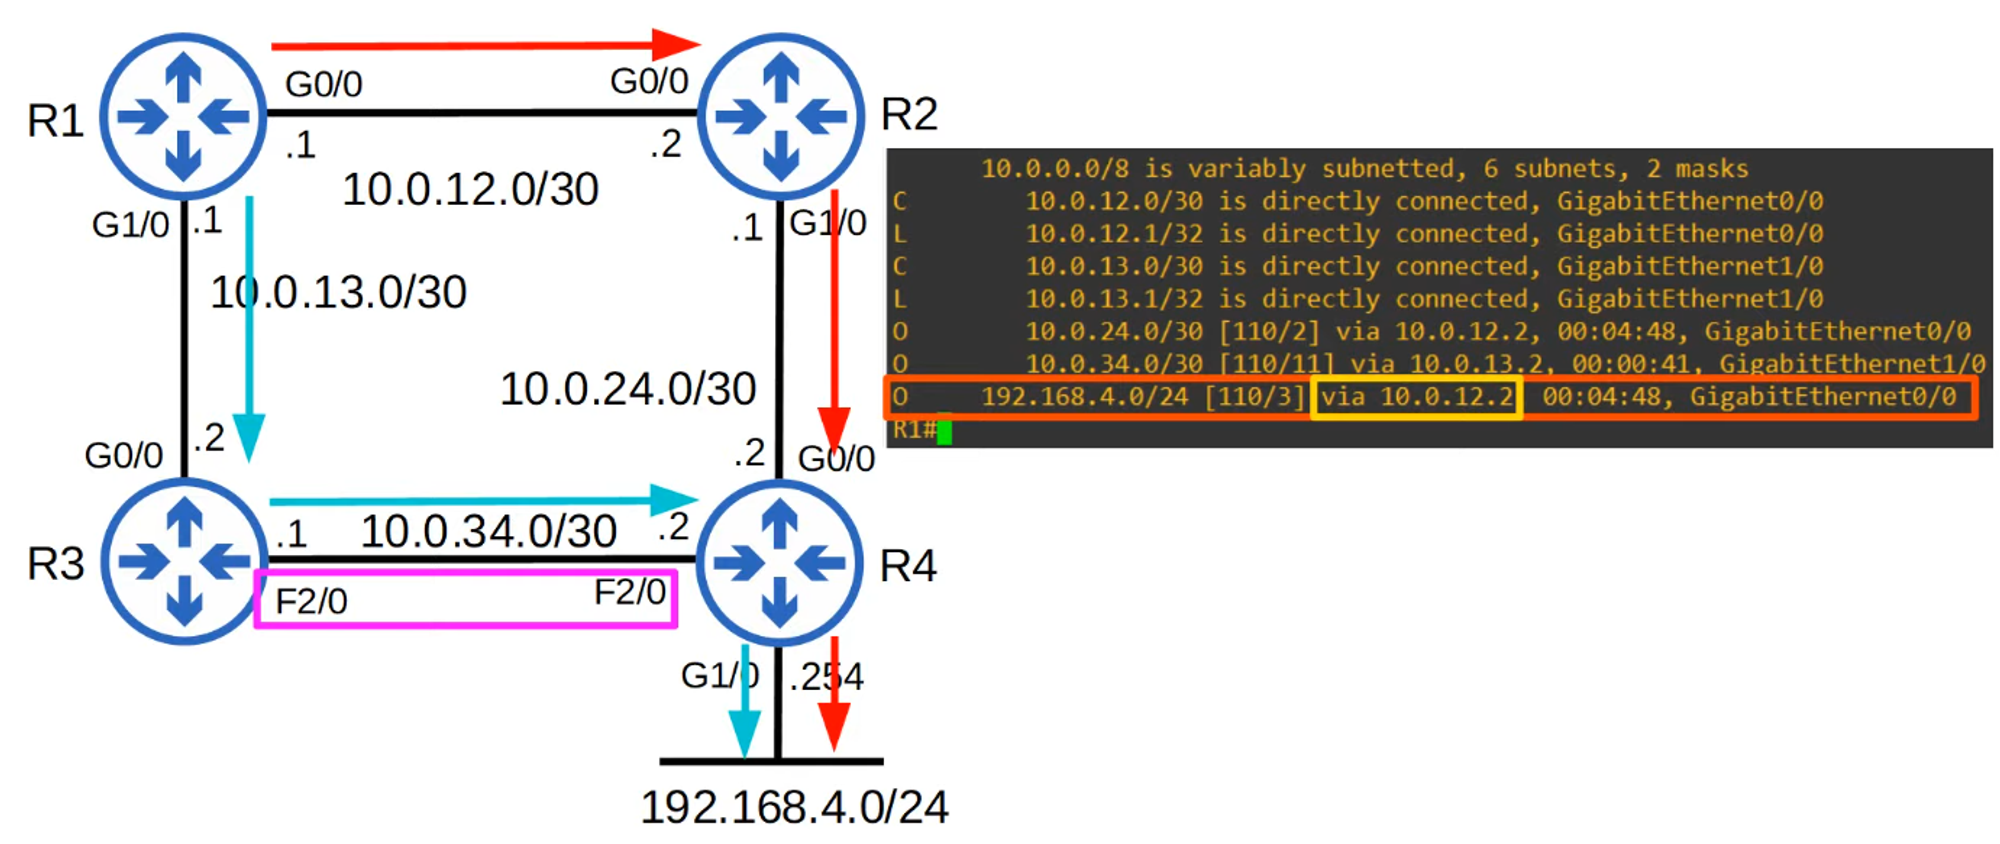 G0/0
G0/0
R1
R2
.1
.2
10.0.12.0/30
G1/0
.1
.1
G1/0
10.0.13.0/30
10.0.24.0/30
G0/0
.2
.2
G0/0
R3
.1
10.0.34.0/30
.2
R4
F2/0
F2/0
G1/0
.254
192.168.4.0/24
10.0.0.0/8 is variably subnetted, 6 subnets, 2 masks
C 10.0.12.0/30 is directly connected, GigabitEthernet0/0
L 10.0.12.1/32 is directly connected, GigabitEthernet0/0
C 10.0.13.0/30 is directly connected, GigabitEthernet1/0
L 10.0.13.1/32 is directly connected, GigabitEthernet1/0
O 10.0.24.0/30 [110/2] via 10.0.12.2, 00:04:48, GigabitEthernet0/0
O 10.0.34.0/30 [110/11] via 10.0.13.2, 00:00:41, GigabitEthernet1/0
O 192.168.4.0/24 [110/3] via 10.0.12.2 00:04:48, GigabitEthernet0/0
R1#